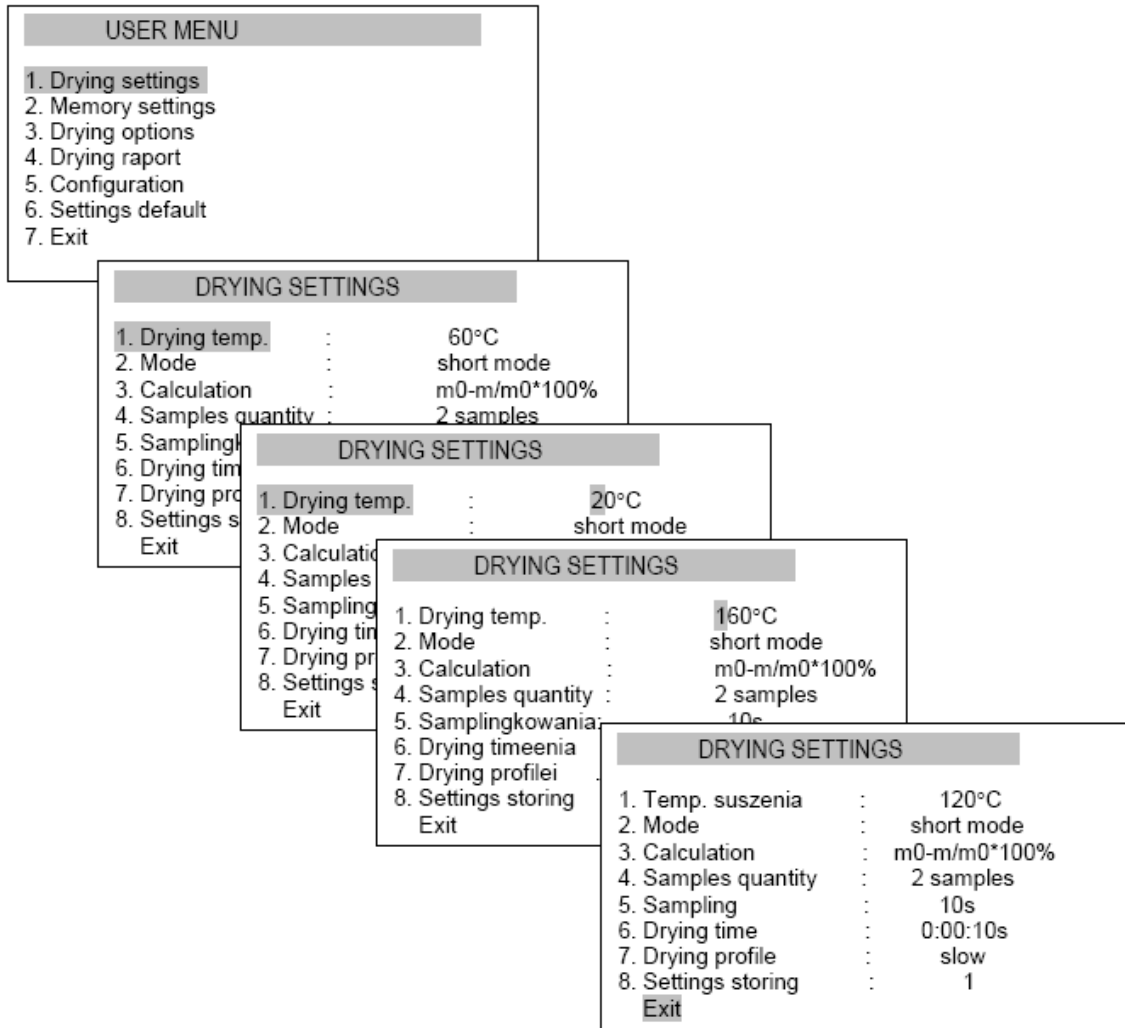 USER MENU
1. Drying settings
2. Memory settings
3. Drying options
4. Drying raport
5. Configuration
6. Settings default
7. Exit
DRYING SETTINGS
1. Drying temp. : 60°C
2. Mode : short mode
3. Calculation : m0-m/m0*100%
4. Samples quantity : 2 samples
5. Sampling
6. Drying tim
7. Drying pro
8. Settings s
Exit
DRYING SETTINGS
1. Drying temp. : 20°C
2. Mode : short mode
3. Calculatio
4. Samples
5. Sampling
6. Drying tim
7. Drying pr
8. Settings s
Exit
DRYING SETTINGS
1. Drying temp. : 160°C
2. Mode : short mode
3. Calculation : m0-m/m0*100%
4. Samples quantity : 2 samples
5. Samplingkowania: 10s
6. Drying timeenia
7. Drying profilei
8. Settings storing
Exit
DRYING SETTINGS
1. Temp. suszenia : 120°C
2. Mode : short mode
3. Calculation : m0-m/m0*100%
4. Samples quantity : 2 samples
5. Sampling : 10s
6. Drying time : 0:00:10s
7. Drying profile : slow
8. Settings storing : 1
Exit